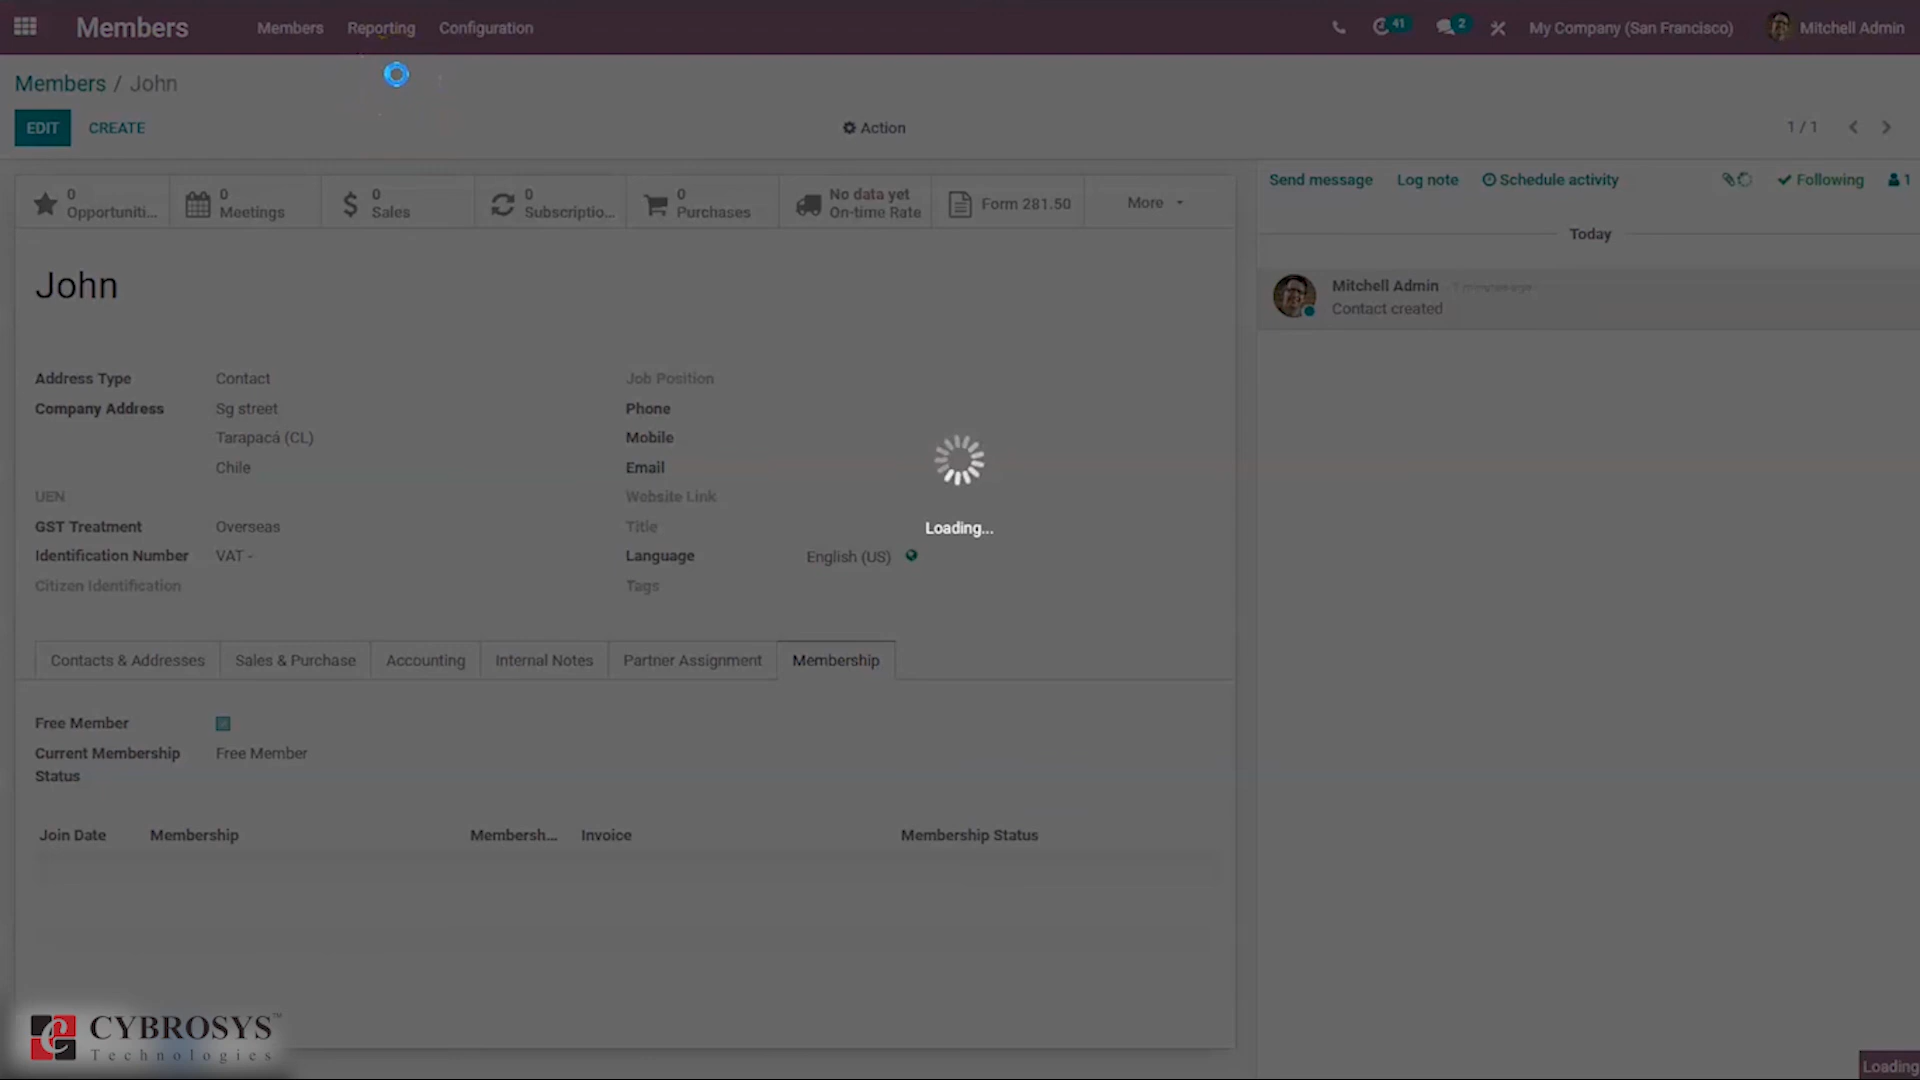 Members Members Reporting Configuration 41 2 My Company (San Francisco) Mitchell Admin
Members / John
EDIT CREATE Action 1 / 1
0 Opportuniti...
0 Meetings
0 Sales
0 Subscriptio...
0 Purchases
No data yet On-time Rate
Form 281.50
More
Send message Log note Schedule activity Following 1
Today
Mitchell Admin
Contact created
John
Address Type Contact
Company Address Sg street
Tarapacá (CL)
Chile
UEN
GST Treatment Overseas
Identification Number VAT -
Citizen Identification
Job Position
Phone
Mobile
Email
Website Link
Title
Language English (US)
Tags
Loading...
Contacts & Addresses Sales & Purchase Accounting Internal Notes Partner Assignment Membership
Free Member
Current Membership Status Free Member
Join Date Membership Membersh... Invoice Membership Status
CYBROSYS™
Technologies
Loading